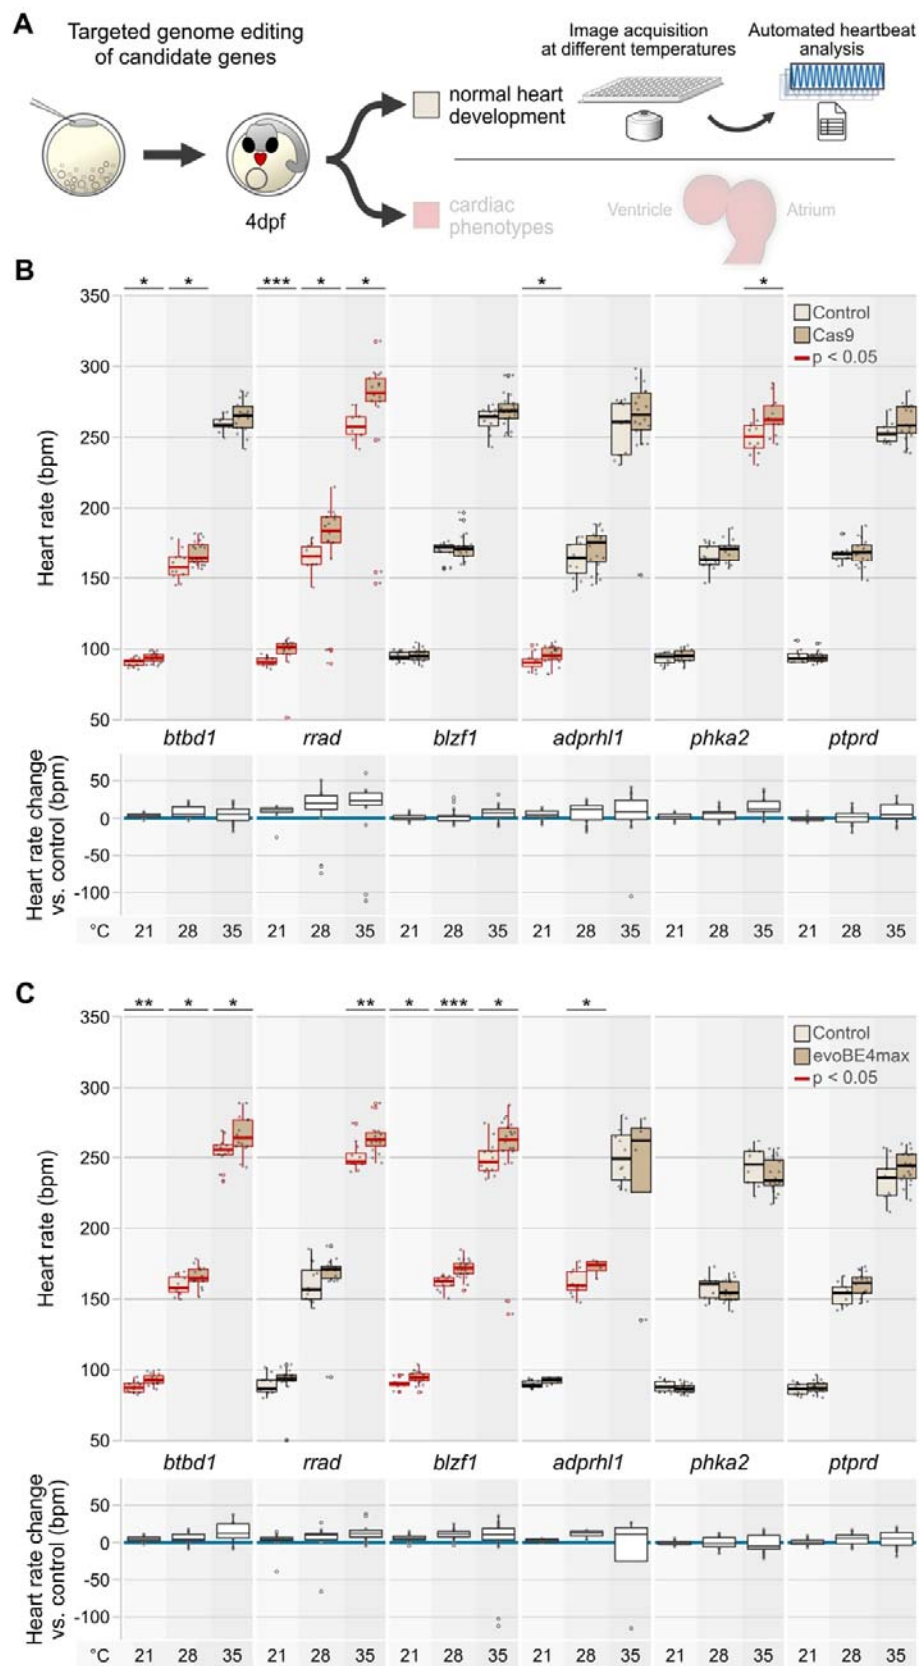 A
Targeted genome editing
of candidate genes
4dpf
normal heart
development
cardiac
phenotypes
Image acquisition
at different temperatures
Automated heartbeat
analysis
Ventricle
Atrium
B
* * *** * * * *
Heart rate (bpm)
350
300
250
200
150
100
50
Control
Cas9
p < 0.05
btbd1 rrad blzf1 adprhl1 phka2 ptprd
Heart rate change
vs. control (bpm)
50
0
-50
-100
°C 21 28 35 21 28 35 21 28 35 21 28 35 21 28 35 21 28 35
C
** * * ** * *** * *
Heart rate (bpm)
350
300
250
200
150
100
50
Control
evoBE4max
p < 0.05
btbd1 rrad blzf1 adprhl1 phka2 ptprd
Heart rate change
vs. control (bpm)
50
0
-50
-100
°C 21 28 35 21 28 35 21 28 35 21 28 35 21 28 35 21 28 35